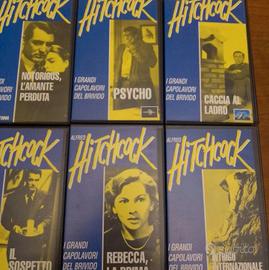 HITCHCOCK
I GRANDI
CAPOLAVORI
DEL BRIVIDO
NOTORIOUS,
L'AMANTE
PERDUTA
HITCHCOCK
I GRANDI
CAPOLAVORI
DEL BRIVIDO
PSYCHO
HITCHCOCK
I GRANDI
CAPOLAVORI
DEL BRIVIDO
CACCIA AL
LADRO
HITCHCOCK
IL
SOSPETTO
ALFRED
HITCHCOCK
I GRANDI
CAPOLAVORI
DEL BRIVIDO
REBECCA,
LA PRIMA
ALFRED
HITCHCOCK
I GRANDI
CAPOLAVORI
DEL BRIVIDO
INTRIGO
INTERNAZIONALE